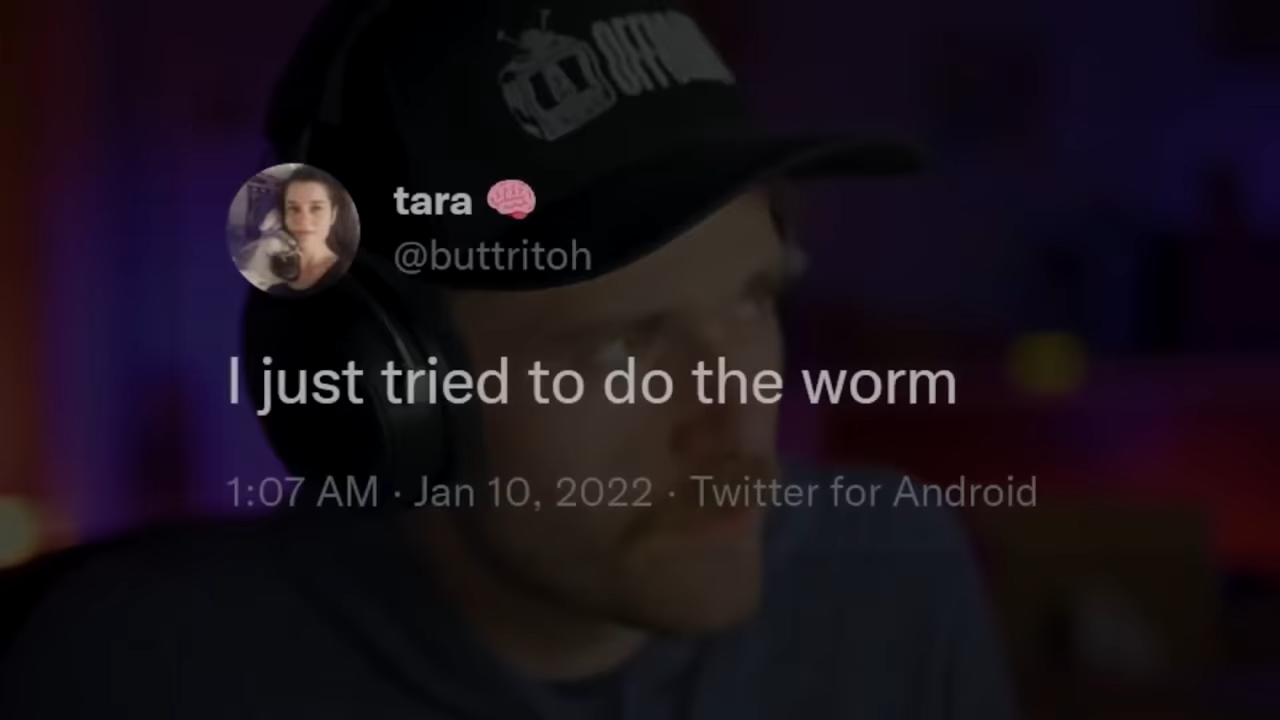 tara 🧠
@buttritoh
I just tried to do the worm
1:07 AM · Jan 10, 2022 · Twitter for Android